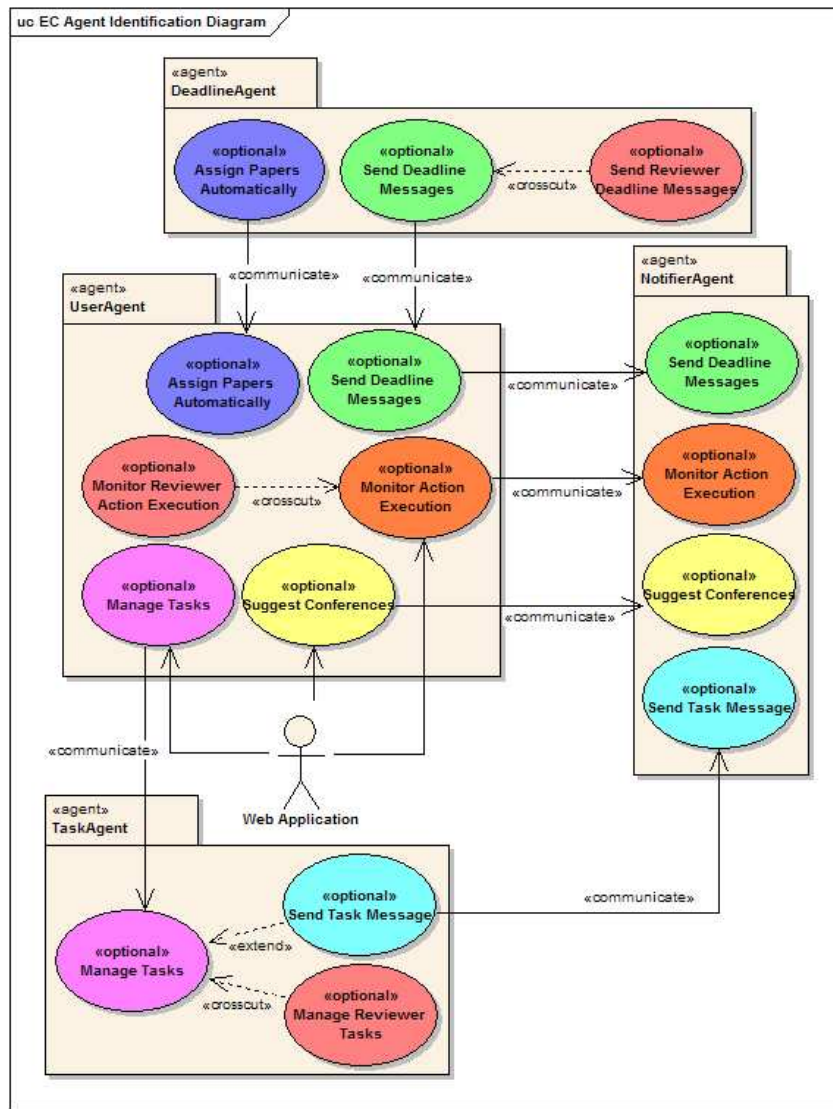 uc EC Agent Identification Diagram
«agent»
DeadlineAgent
«optional»
Assign Papers
Automatically
«optional»
Send Deadline
Messages
«crosscut»
«optional»
Send Reviewer
Deadline Messages
«communicate»
«communicate»
«agent»
UserAgent
«optional»
Assign Papers
Automatically
«optional»
Send Deadline
Messages
«communicate»
«optional»
Monitor Reviewer
Action Execution
«crosscut»
«optional»
Monitor Action
Execution
«communicate»
«optional»
Manage Tasks
«optional»
Suggest Conferences
«communicate»
«agent»
NotifierAgent
«optional»
Send Deadline
Messages
«optional»
Monitor Action
Execution
«optional»
Suggest Conferences
«optional»
Send Task Message
«communicate»
Web Application
«agent»
TaskAgent
«optional»
Manage Tasks
«extend»
«crosscut»
«optional»
Send Task Message
«optional»
Manage Reviewer
Tasks
«communicate»